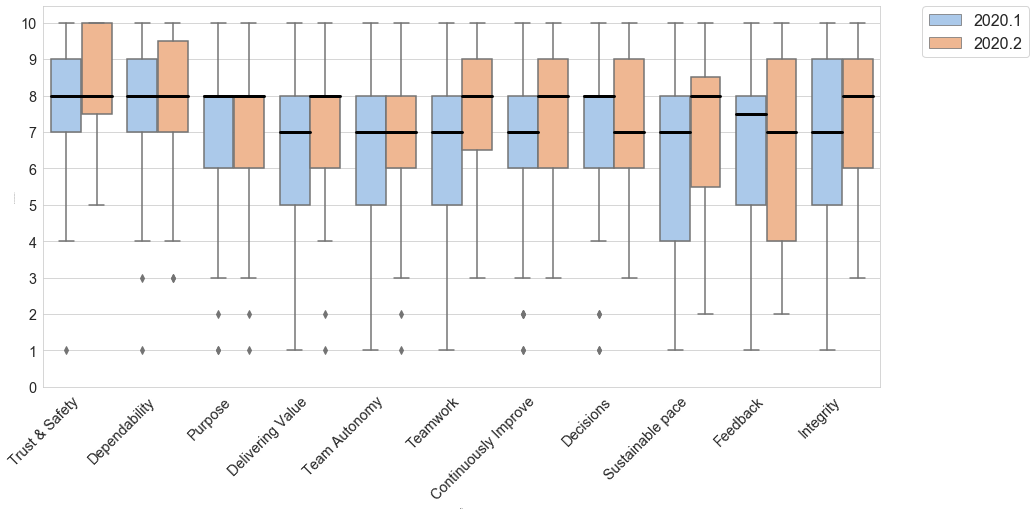 10
9
8
7
6
5
4
3
2
1
0
2020.1
2020.2
Trust & Safety
Dependability
Purpose
Delivering Value
Team Autonomy
Teamwork
Continuously Improve
Decisions
Sustainable pace
Feedback
Integrity